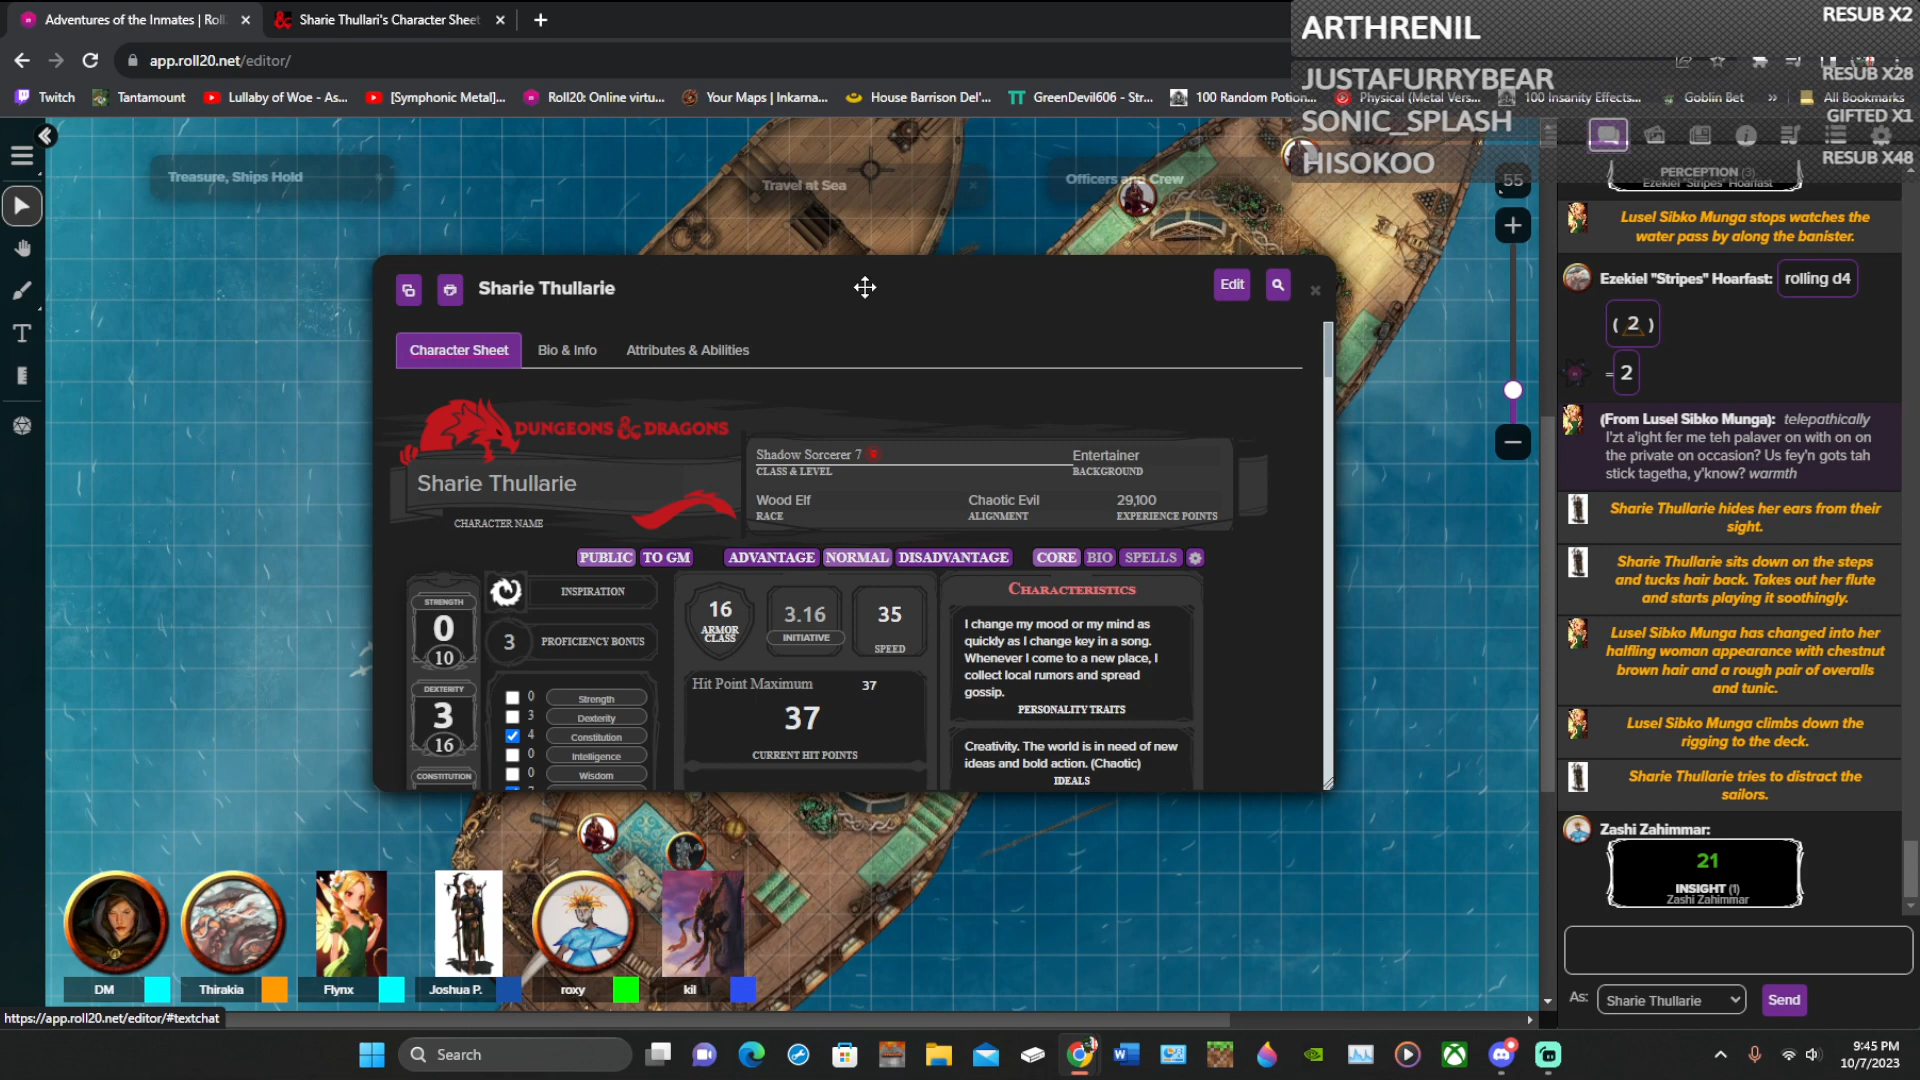 Adventures of the Inmates | Roll
Sharie Thullari's Character Sheet
app.roll20.net/editor/
Twitch
Tantamount
Lullaby of Woe - As...
[Symphonic Metal]...
Roll20: Online virtu...
Your Maps | Inkarna...
House Barrison Del'...
GreenDevil606 - Str...
100 Random Potion...
Physical (Metal Vers...
100 Insanity Effects...
Goblin Bet
All Bookmarks
ARTHRENIL
RESUB X2
JUSTAFURRYBEAR
RESUB X28
SONIC_SPLASH
GIFTED X1
HISOKOO
RESUB X48
Treasure, Ships Hold
Travel at Sea
Officers and Crew
55
Sharie Thullarie
Edit
Character Sheet
Bio & Info
Attributes & Abilities
DUNGEONS & DRAGONS
Sharie Thullarie
CHARACTER NAME
Shadow Sorcerer 7
CLASS & LEVEL
Entertainer
BACKGROUND
Wood Elf
RACE
Chaotic Evil
ALIGNMENT
29,100
EXPERIENCE POINTS
PUBLIC
TO GM
ADVANTAGE
NORMAL
DISADVANTAGE
CORE
BIO
SPELLS
STRENGTH
0
10
DEXTERITY
3
16
CONSTITUTION
INSPIRATION
3
PROFICIENCY BONUS
0 Strength
3 Dexterity
4 Constitution
0 Intelligence
0 Wisdom
16
ARMOR
CLASS
3.16
INITIATIVE
35
SPEED
Hit Point Maximum 37
37
CURRENT HIT POINTS
CHARACTERISTICS
I change my mood or my mind as
quickly as I change key in a song.
Whenever I come to a new place, I
collect local rumors and spread
gossip.
PERSONALITY TRAITS
Creativity. The world is in need of new
ideas and bold action. (Chaotic)
IDEALS
PERCEPTION (3)
Ezekiel "Stripes" Hoarfast
Lusel Sibko Munga stops watches the
water pass by along the banister.
Ezekiel "Stripes" Hoarfast: rolling d4
( 2 )
=2
(From Lusel Sibko Munga): telepathically
I'zt a'ight fer me teh palaver on with on on
the private on occasion? Us fey'n gots tah
stick tagetha, y'know? warmth
Sharie Thullarie hides her ears from their
sight.
Sharie Thullarie sits down on the steps
and tucks hair back. Takes out her flute
and starts playing it soothingly.
Lusel Sibko Munga has changed into her
halfling woman appearance with chestnut
brown hair and a rough pair of overalls
and tunic.
Lusel Sibko Munga climbs down the
rigging to the deck.
Sharie Thullarie tries to distract the
sailors.
Zashi Zahimmar:
21
INSIGHT (1)
Zashi Zahimmar
As:
Sharie Thullarie
Send
DM
Thirakia
Flynx
Joshua P.
roxy
kil
https://app.roll20.net/editor/#textchat
Search
9:45 PM
10/7/2023